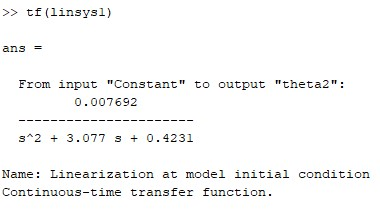 >> tf(linsys1)
ans =
From input "Constant" to output "theta2":
0.007692
----------------------
s^2 + 3.077 s + 0.4231
Name: Linearization at model initial condition
Continuous-time transfer function.